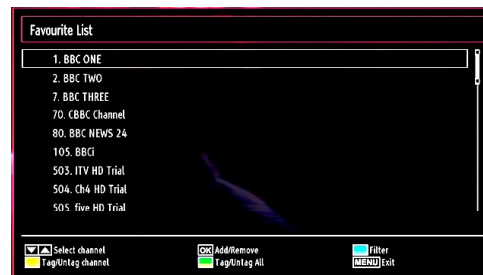 Favourite List
1. BBC ONE
2. BBC TWO
7. BBC THREE
70. CBBC Channel
80. BBC NEWS 24
105. BBCi
503. ITV HD Trial
504. Ch4 HD Trial
505. five HD Trial
Select channel OK Add/Remove Filter
Tag/Untag channel Tag/Untag All MENU Exit